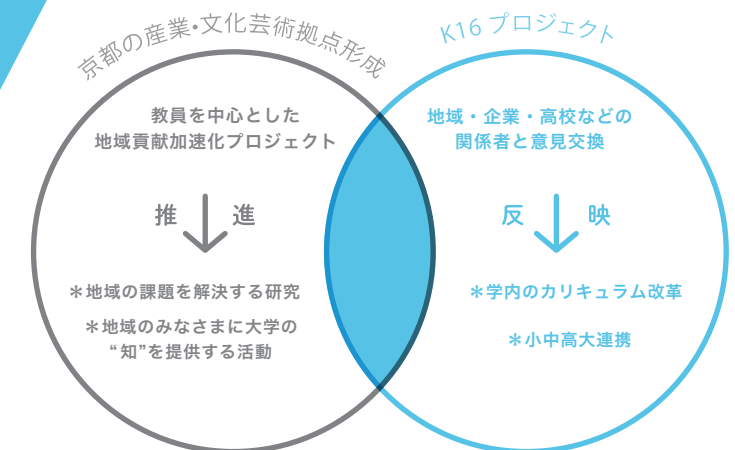 京都の産業・文化芸術拠点形成
教員を中心とした
地域貢献加速化プロジェクト
推 進
＊地域の課題を解決する研究
＊地域のみなさまに大学の
“知”を提供する活動
K16 プロジェクト
地域・企業・高校などの
関係者と意見交換
反 映
＊学内のカリキュラム改革
＊小中高大連携